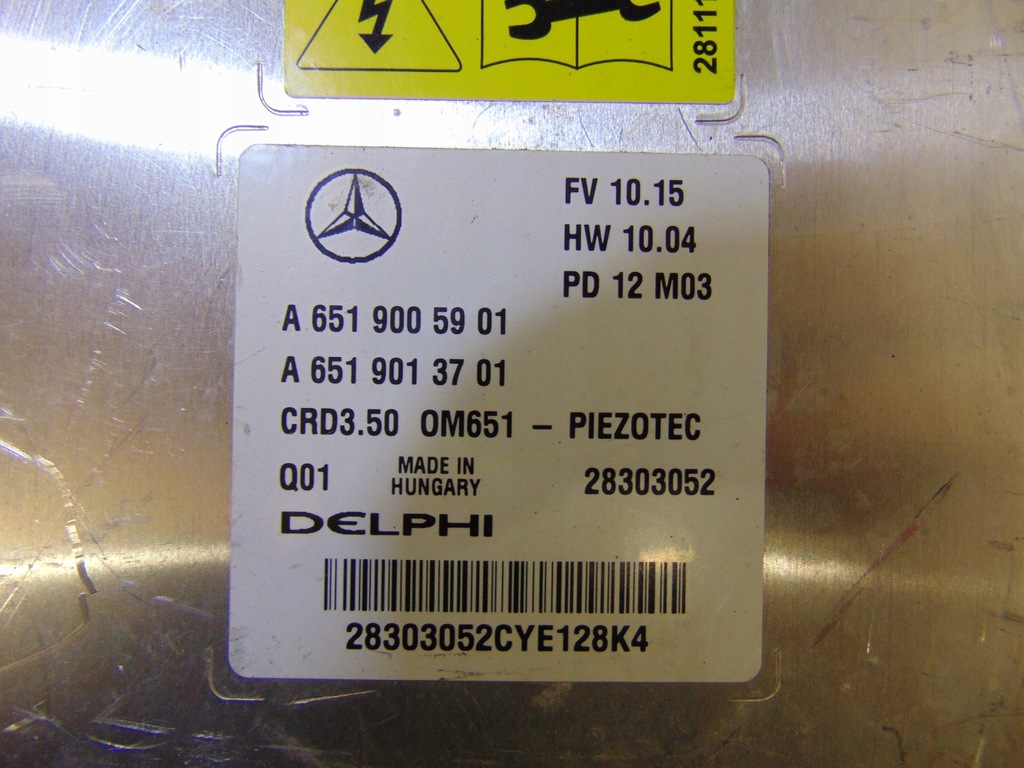 28111
FV 10.15
HW 10.04
PD 12 M03
A 651 900 59 01
A 651 901 37 01
CRD3.50 OM651 – PIEZOTEC
Q01 MADE IN HUNGARY 28303052
DELPHI
28303052CYE128K4